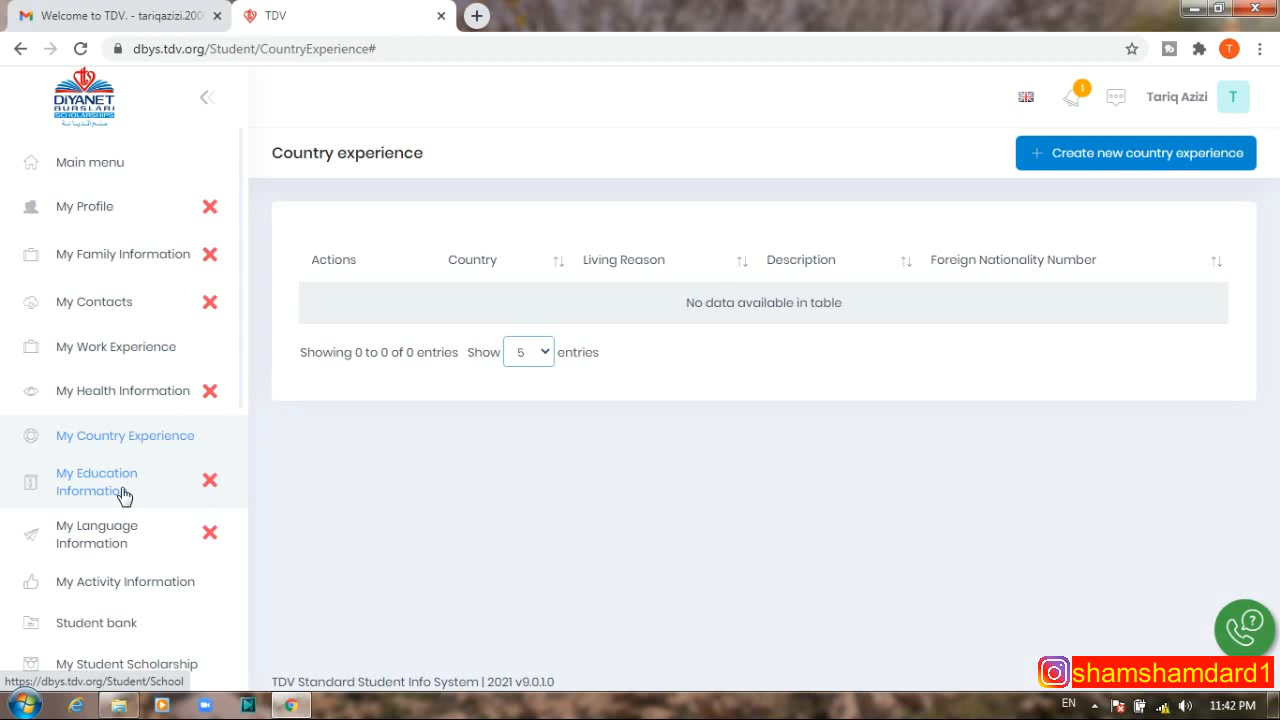 Welcome to TDV. - tariqazizi.200
TDV
dbys.tdv.org/Student/CountryExperience#
T
DIYANET
BURSLARI
SCHOLARSHIPS
1
Tariq Azizi
T
Main menu
Country experience
Create new country experience
My Profile
My Family Information
My Contacts
My Work Experience
My Health Information
My Country Experience
My Education
Information
My Language
Information
My Activity Information
Student bank
My Student Scholarship
Actions
Country
Living Reason
Description
Foreign Nationality Number
No data available in table
Showing 0 to 0 of 0 entries Show 5 entries
https://dbys.tdv.org/Student/School
TDV Standard Student Info System | 2021 v9.0.1.0
shamshamdard1
EN
11:42 PM